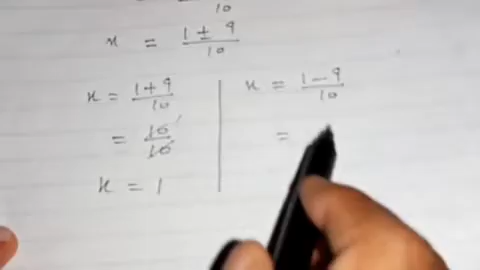 10
x = 1 ± 9 / 10
x = 1 + 9 / 10
= 10 / 10
x = 1
x = 1 - 9 / 10
=